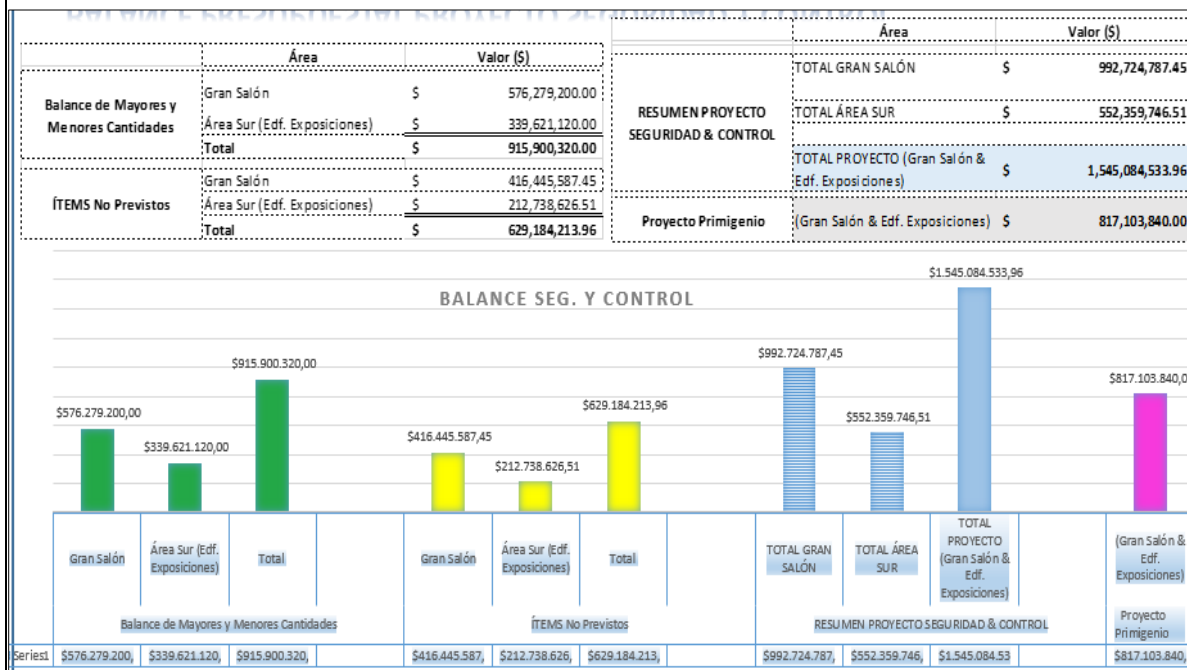 BALANCE PRESUPUESTAL PROYECTO SEGURIDAD Y CONTROL
Área Valor ($)
Balance de Mayores y Menores Cantidades
Gran Salón $ 576,279,200.00
Área Sur (Edf. Exposiciones) $ 339,621,120.00
Total $ 915,900,320.00
ÍTEMS No Previstos
Gran Salón $ 416,445,587.45
Área Sur (Edf. Exposiciones) $ 212,738,626.51
Total $ 629,184,213.96
Área Valor ($)
RESUMEN PROYECTO SEGURIDAD & CONTROL
TOTAL GRAN SALÓN $ 992,724,787.45
TOTAL ÁREA SUR $ 552,359,746.51
TOTAL PROYECTO (Gran Salón & Edf. Exposiciones) $ 1,545,084,533.96
Proyecto Primigenio (Gran Salón & Edf. Exposiciones) $ 817,103,840.00
BALANCE SEG. Y CONTROL
$576.279.200,00
$339.621.120,00
$915.900.320,00
$416.445.587,45
$212.738.626,51
$629.184.213,96
$992.724.787,45
$552.359.746,51
$1.545.084.533,96
$817.103.840,0
Gran Salón
Área Sur (Edf. Exposiciones)
Total
Gran Salón
Área Sur (Edf. Exposiciones)
Total
TOTAL GRAN SALÓN
TOTAL ÁREA SUR
TOTAL PROYECTO (Gran Salón & Edf. Exposiciones)
(Gran Salón & Edf. Exposiciones)
Balance de Mayores y Menores Cantidades
ÍTEMS No Previstos
RESUMEN PROYECTO SEGURIDAD & CONTROL
Proyecto Primigenio
Series1 $576.279.200, $339.621.120, $915.900.320, $416.445.587, $212.738.626, $629.184.213, $992.724.787, $552.359.746, $1.545.084.53 $817.103.840,